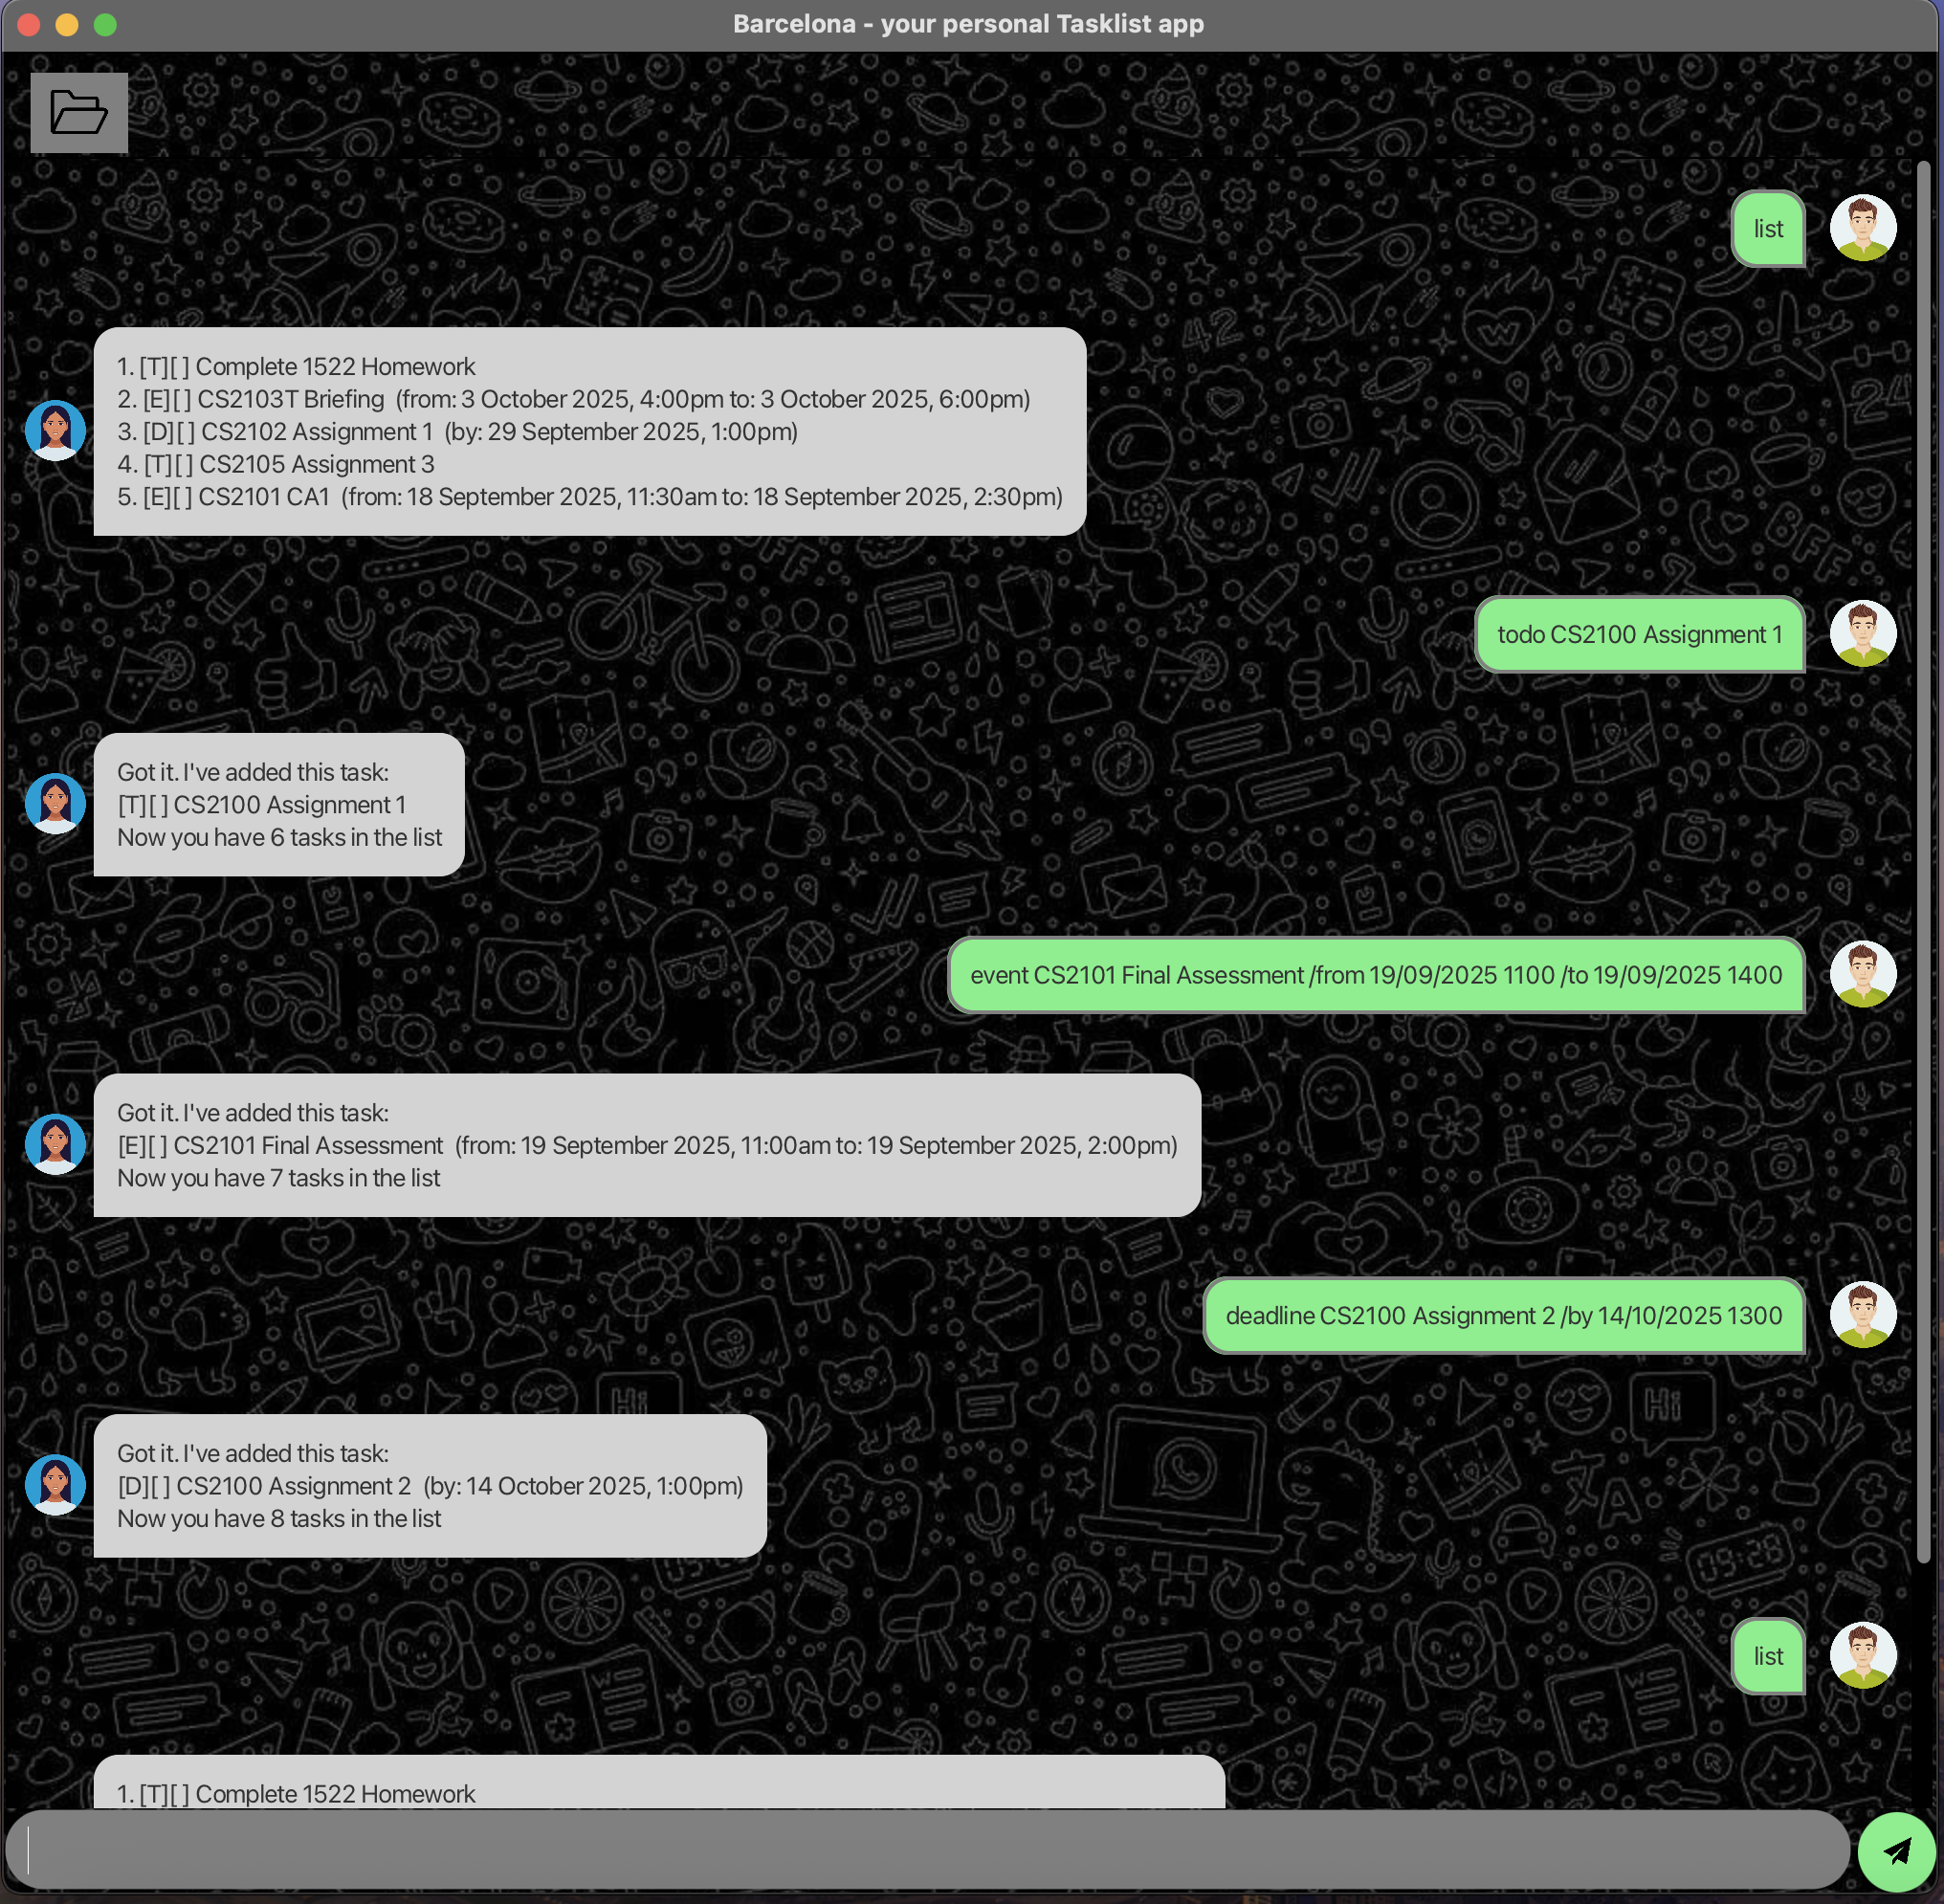 Barcelona - your personal Tasklist app
list
1. [T][ ] Complete 1522 Homework
2. [E][ ] CS2103T Briefing  (from: 3 October 2025, 4:00pm to: 3 October 2025, 6:00pm)
3. [D][ ] CS2102 Assignment 1  (by: 29 September 2025, 1:00pm)
4. [T][ ] CS2105 Assignment 3
5. [E][ ] CS2101 CA1  (from: 18 September 2025, 11:30am to: 18 September 2025, 2:30pm)
todo CS2100 Assignment 1
Got it. I've added this task:
[T][ ] CS2100 Assignment 1
Now you have 6 tasks in the list
event CS2101 Final Assessment /from 19/09/2025 1100 /to 19/09/2025 1400
Got it. I've added this task:
[E][ ] CS2101 Final Assessment  (from: 19 September 2025, 11:00am to: 19 September 2025, 2:00pm)
Now you have 7 tasks in the list
deadline CS2100 Assignment 2 /by 14/10/2025 1300
Got it. I've added this task:
[D][ ] CS2100 Assignment 2  (by: 14 October 2025, 1:00pm)
Now you have 8 tasks in the list
list
1. [T][ ] Complete 1522 Homework